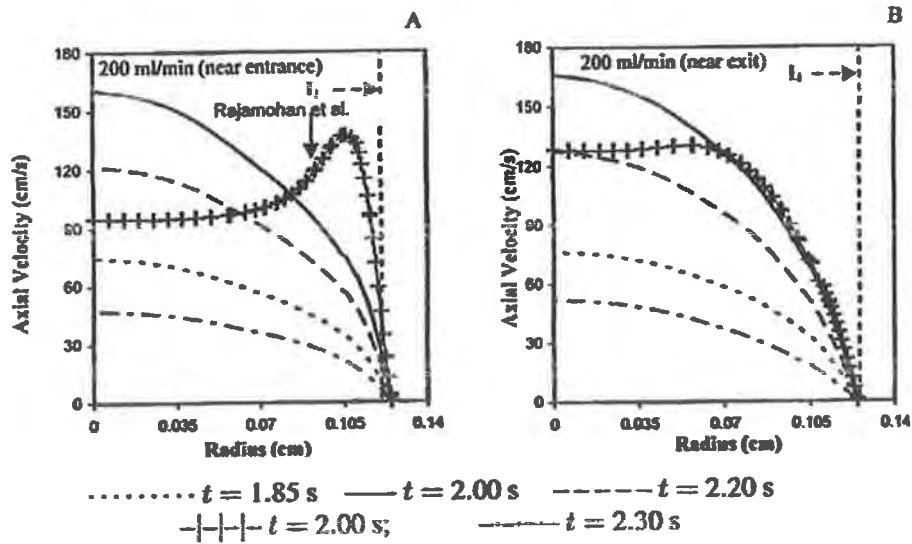 A
B
200 ml/min (near entrance)
Rajamohan et al.
200 ml/min (near exit)
Axial Velocity (cm/s)
180
150
120
90
60
30
0
0
0.035
0.07
0.105
0.14
Radius (cm)
Axial Velocity (cm/s)
180
150
120
90
60
30
0
0
0.035
0.07
0.105
0.14
Radius (cm)
t = 1.85 s
t = 2.00 s
t = 2.20 s
t = 2.00 s;
t = 2.30 s